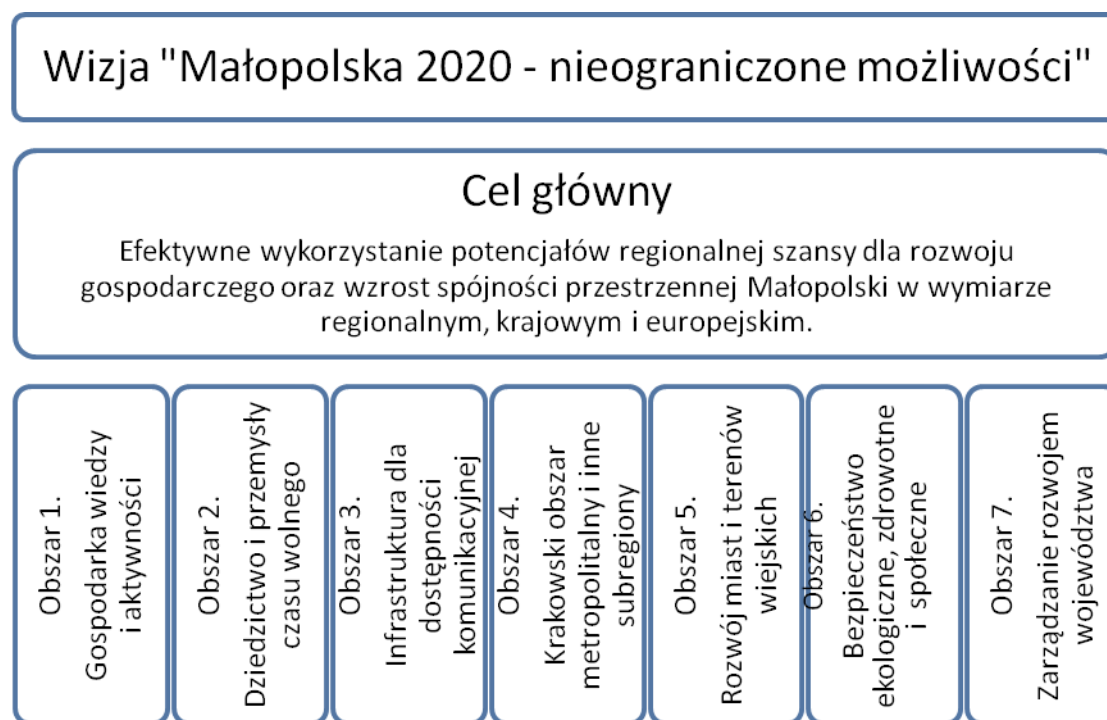 Wizja "Małopolska 2020 - nieograniczone możliwości"
Cel główny
Efektywne wykorzystanie potencjałów regionalnej szansy dla rozwoju
gospodarczego oraz wzrost spójności przestrzennej Małopolski w wymiarze
regionalnym, krajowym i europejskim.
Obszar 1.
Gospodarka wiedzy
i aktywności
Obszar 2.
Dziedzictwo i przemysły
czasu wolnego
Obszar 3.
Infrastruktura dla
dostępności
komunikacyjnej
Obszar 4.
Krakowski obszar
metropolitalny i inne
subregiony
Obszar 5.
Rozwój miast i terenów
wiejskich
Obszar 6.
Bezpieczeństwo
ekologiczne, zdrowotne
i społeczne
Obszar 7.
Zarządzanie rozwojem
województwa